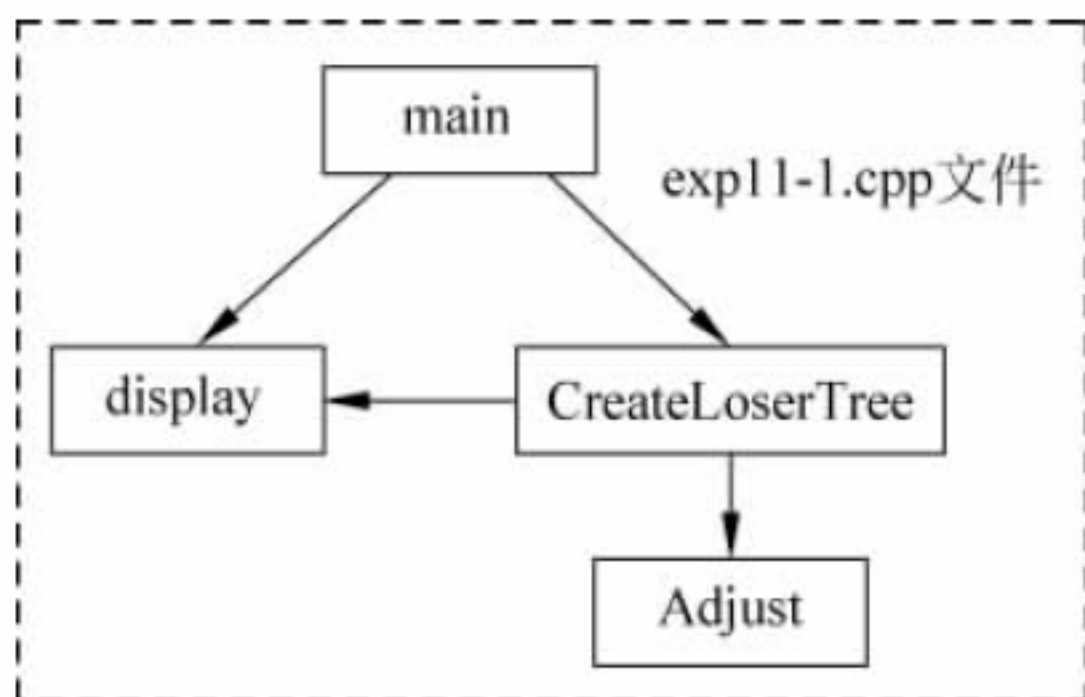 main
exp11-1.cpp文件
display
CreateLoserTree
Adjust